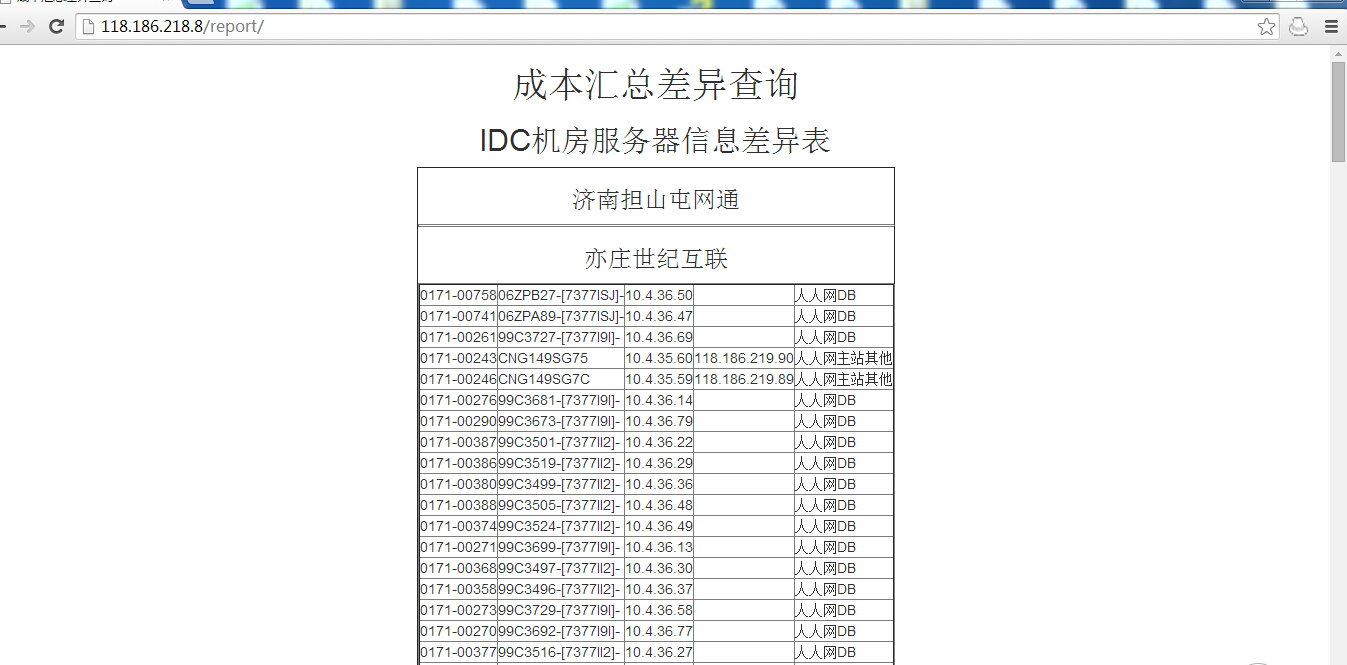 118.186.218.8/report/
成本汇总差异查询
IDC机房服务器信息差异表
济南担山屯网通
亦庄世纪互联
0171-00758 06ZPB27-[7377ISJ]- 10.4.36.50 人人网DB
0171-00741 06ZPA89-[7377ISJ]- 10.4.36.47 人人网DB
0171-00261 99C3727-[7377I9I]- 10.4.36.69 人人网DB
0171-00243 CNG149SG75 10.4.35.60 118.186.219.90 人人网主站其他
0171-00246 CNG149SG7C 10.4.35.59 118.186.219.89 人人网主站其他
0171-00276 99C3681-[7377I9I]- 10.4.36.14 人人网DB
0171-00290 99C3673-[7377I9I]- 10.4.36.79 人人网DB
0171-00387 99C3501-[7377II2]- 10.4.36.22 人人网DB
0171-00386 99C3519-[7377II2]- 10.4.36.29 人人网DB
0171-00380 99C3499-[7377II2]- 10.4.36.36 人人网DB
0171-00388 99C3505-[7377II2]- 10.4.36.48 人人网DB
0171-00374 99C3524-[7377II2]- 10.4.36.49 人人网DB
0171-00271 99C3699-[7377I9I]- 10.4.36.13 人人网DB
0171-00368 99C3497-[7377II2]- 10.4.36.30 人人网DB
0171-00358 99C3496-[7377II2]- 10.4.36.37 人人网DB
0171-00273 99C3729-[7377I9I]- 10.4.36.58 人人网DB
0171-00270 99C3692-[7377I9I]- 10.4.36.77 人人网DB
0171-00377 99C3516-[7377II2]- 10.4.36.27 人人网DB